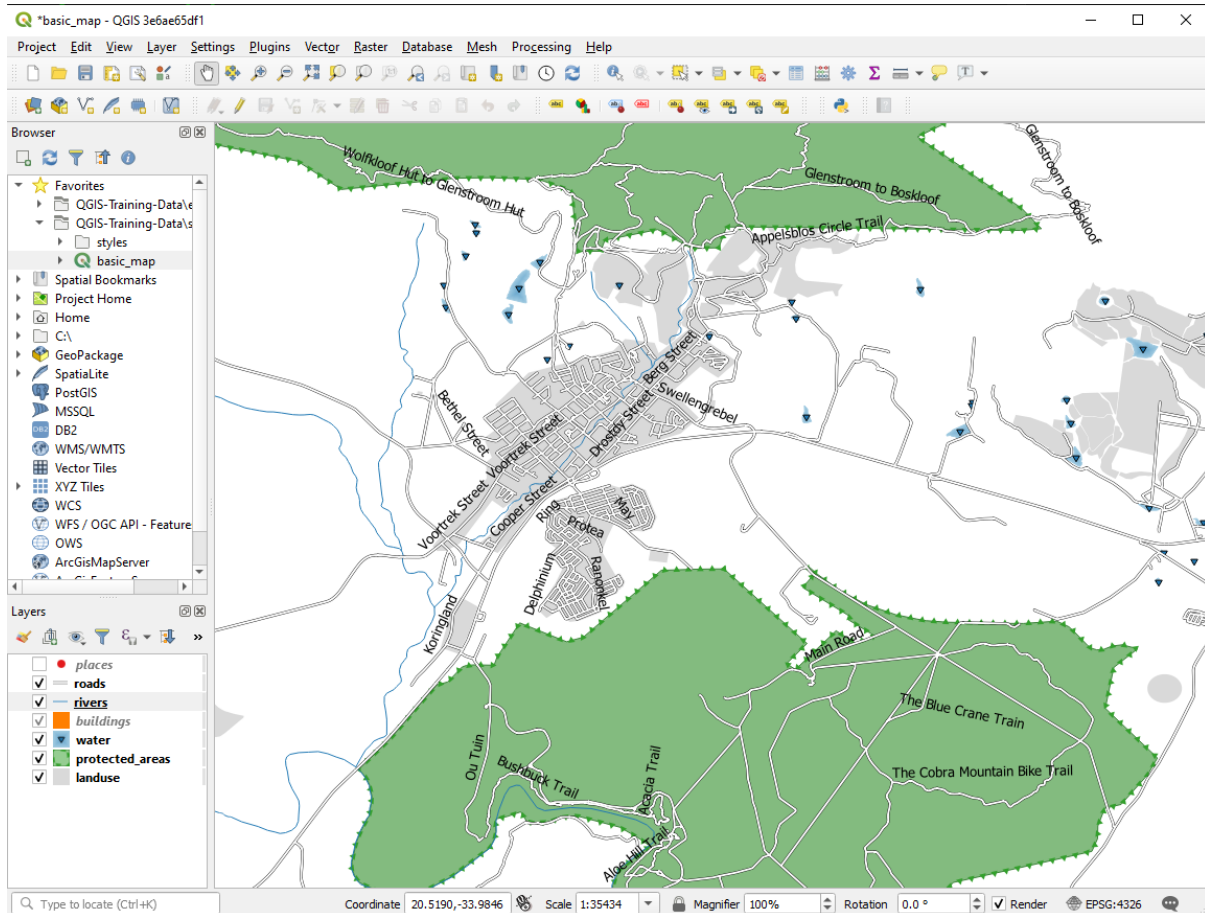 *basic_map - QGIS 3e6ae65df1
Project Edit View Layer Settings Plugins Vector Raster Database Mesh Processing Help
Browser
Favorites
QGIS-Training-Data\e
QGIS-Training-Data\s
styles
basic_map
Spatial Bookmarks
Project Home
Home
C:\
GeoPackage
SpatiaLite
PostGIS
MSSQL
DB2
WMS/WMTS
Vector Tiles
XYZ Tiles
WCS
WFS / OGC API - Feature
OWS
ArcGisMapServer
Layers
places
roads
rivers
buildings
water
protected_areas
landuse
Wolfkloof Hut to Glenstroom Hut
Glenstroom to Boskloof
Glenstroom to Boskloof
Appelsblos Circle Trail
Berg Street
Swellengrebel
Bethel Street
Drostdy Street
Voortrek Street
Voortrek Street
Cooper Street
Ring
May
Protea
Delphinium
Ranonkel
Koringland
Main Road
The Blue Crane Train
Ou Tuin
Bushbuck Trail
Acacia Trail
The Cobra Mountain Bike Trail
Aloe Hill Trail
Type to locate (Ctrl+K) Coordinate 20.5190,-33.9846 Scale 1:35434 Magnifier 100% Rotation 0.0 ° Render EPSG:4326